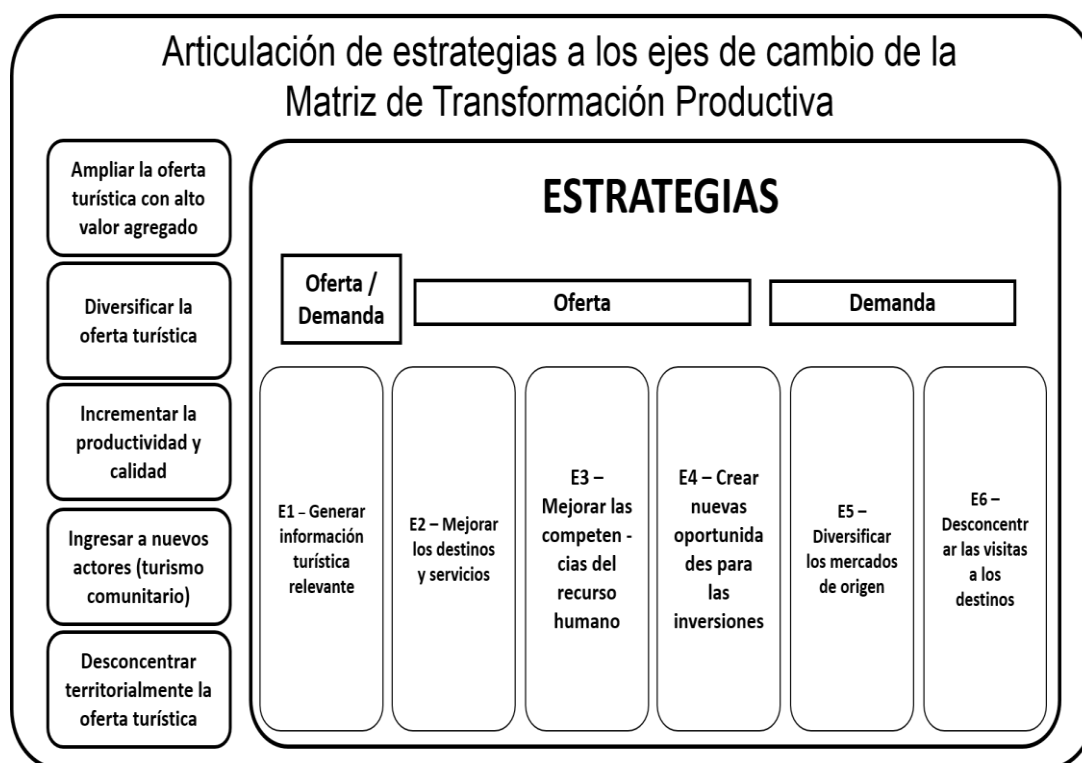 Articulación de estrategias a los ejes de cambio de la
Matriz de Transformación Productiva
Ampliar la oferta
turística con alto
valor agregado
Diversificar la
oferta turística
Incrementar la
productividad y
calidad
Ingresar a nuevos
actores (turismo
comunitario)
Desconcentrar
territorialmente la
oferta turística
ESTRATEGIAS
Oferta /
Demanda
Oferta
Demanda
E1 – Generar
información
turística
relevante
E2 – Mejorar
los destinos
y servicios
E3 –
Mejorar las
competen -
cias del
recurso
humano
E4 – Crear
nuevas
oportunida
des para
las
inversiones
E5 –
Diversificar
los mercados
de origen
E6 –
Desconcentr
ar las visitas
a los
destinos